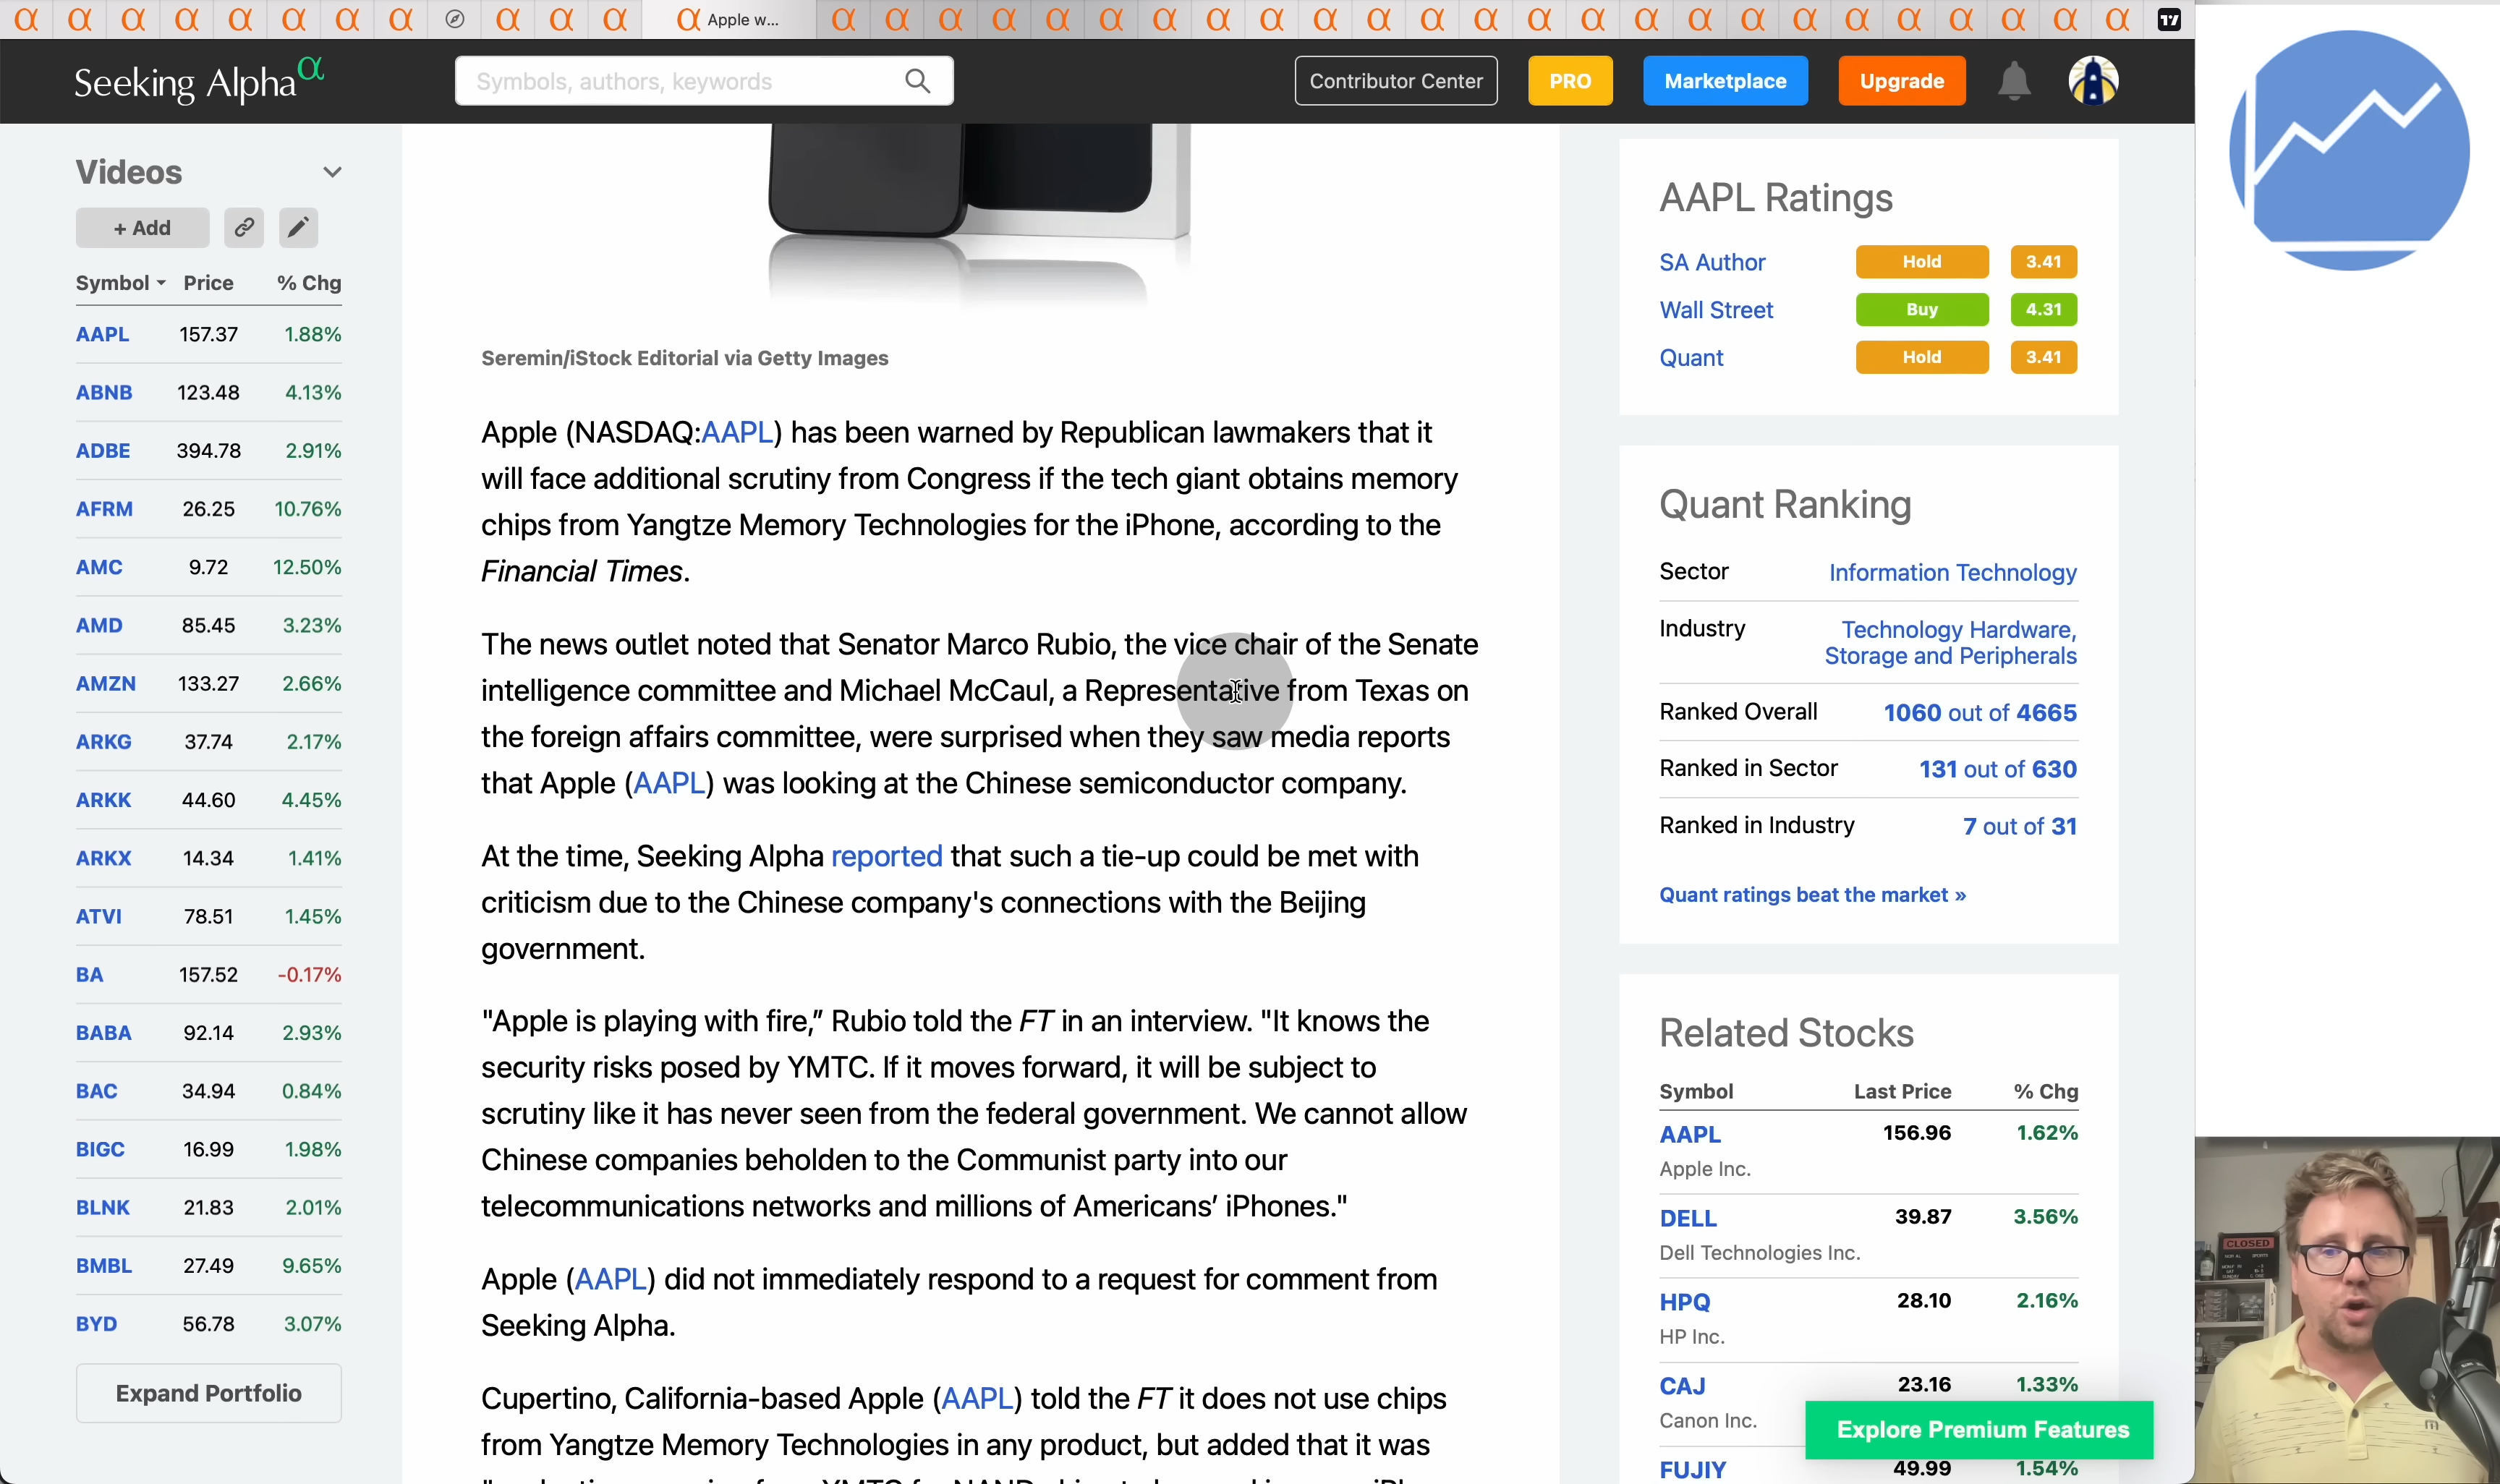 Apple w...
Seeking Alpha α
Symbols, authors, keywords
Contributor Center
PRO
Marketplace
Upgrade
Videos
+ Add
Symbol Price % Chg
AAPL 157.37 1.88%
ABNB 123.48 4.13%
ADBE 394.78 2.91%
AFRM 26.25 10.76%
AMC 9.72 12.50%
AMD 85.45 3.23%
AMZN 133.27 2.66%
ARKG 37.74 2.17%
ARKK 44.60 4.45%
ARKX 14.34 1.41%
ATVI 78.51 1.45%
BA 157.52 -0.17%
BABA 92.14 2.93%
BAC 34.94 0.84%
BIGC 16.99 1.98%
BLNK 21.83 2.01%
BMBL 27.49 9.65%
BYD 56.78 3.07%
Expand Portfolio
Seremin/iStock Editorial via Getty Images
Apple (NASDAQ:AAPL) has been warned by Republican lawmakers that it
will face additional scrutiny from Congress if the tech giant obtains memory
chips from Yangtze Memory Technologies for the iPhone, according to the
Financial Times.
The news outlet noted that Senator Marco Rubio, the vice chair of the Senate
intelligence committee and Michael McCaul, a Representative from Texas on
the foreign affairs committee, were surprised when they saw media reports
that Apple (AAPL) was looking at the Chinese semiconductor company.
At the time, Seeking Alpha reported that such a tie-up could be met with
criticism due to the Chinese company's connections with the Beijing
government.
"Apple is playing with fire,” Rubio told the FT in an interview. "It knows the
security risks posed by YMTC. If it moves forward, it will be subject to
scrutiny like it has never seen from the federal government. We cannot allow
Chinese companies beholden to the Communist party into our
telecommunications networks and millions of Americans’ iPhones."
Apple (AAPL) did not immediately respond to a request for comment from
Seeking Alpha.
Cupertino, California-based Apple (AAPL) told the FT it does not use chips
from Yangtze Memory Technologies in any product, but added that it was
AAPL Ratings
SA Author Hold 3.41
Wall Street Buy 4.31
Quant Hold 3.41
Quant Ranking
Sector Information Technology
Industry Technology Hardware,
Storage and Peripherals
Ranked Overall 1060 out of 4665
Ranked in Sector 131 out of 630
Ranked in Industry 7 out of 31
Quant ratings beat the market »
Related Stocks
Symbol Last Price % Chg
AAPL 156.96 1.62%
Apple Inc.
DELL 39.87 3.56%
Dell Technologies Inc.
HPQ 28.10 2.16%
HP Inc.
CAJ 23.16 1.33%
Canon Inc.
Explore Premium Features
FUJIY 49.99 1.54%
CLOSED